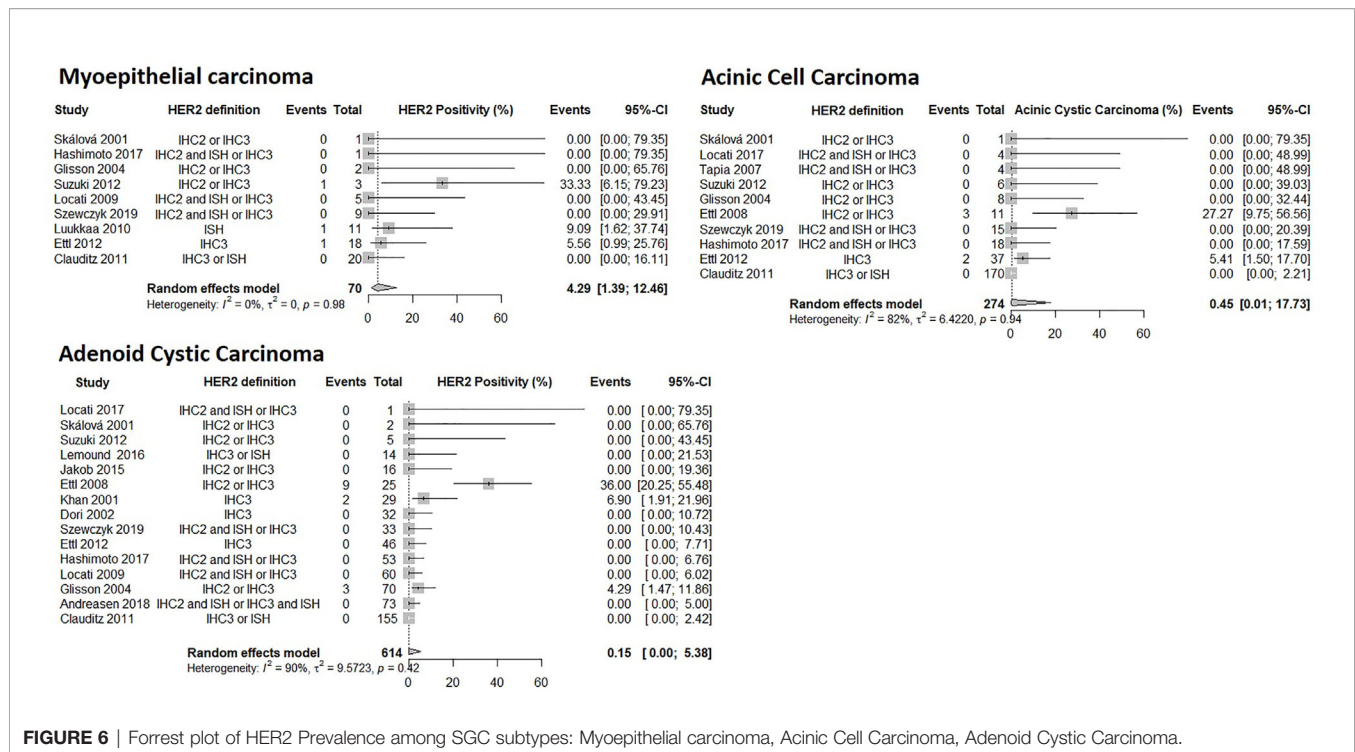 Myoepithelial carcinoma
Study HER2 definition Events Total HER2 Positivity (%) Events 95%-CI
Skálová 2001 IHC2 or IHC3 0 1 0.00 [0.00; 79.35]
Hashimoto 2017 IHC2 and ISH or IHC3 0 1 0.00 [0.00; 79.35]
Glisson 2004 IHC2 or IHC3 0 2 0.00 [0.00; 65.76]
Suzuki 2012 IHC2 or IHC3 1 3 33.33 [6.15; 79.23]
Locati 2009 IHC2 and ISH or IHC3 0 5 0.00 [0.00; 43.45]
Szewczyk 2019 IHC2 and ISH or IHC3 0 9 0.00 [0.00; 29.91]
Luukkaa 2010 ISH 1 11 9.09 [1.62; 37.74]
Ettl 2012 IHC3 1 18 5.56 [0.99; 25.76]
Clauditz 2011 IHC3 or ISH 0 20 0.00 [0.00; 16.11]
Random effects model 70 4.29 [1.39; 12.46]
Heterogeneity: I² = 0%, τ² = 0, p = 0.98
0 20 40 60
Acinic Cell Carcinoma
Study HER2 definition Events Total Acinic Cystic Carcinoma (%) Events 95%-CI
Skálová 2001 IHC2 or IHC3 0 1 0.00 [0.00; 79.35]
Locati 2017 IHC2 and ISH or IHC3 0 4 0.00 [0.00; 48.99]
Tapia 2007 IHC2 and ISH or IHC3 0 4 0.00 [0.00; 48.99]
Suzuki 2012 IHC2 or IHC3 0 6 0.00 [0.00; 39.03]
Glisson 2004 IHC2 or IHC3 0 8 0.00 [0.00; 32.44]
Ettl 2008 IHC2 or IHC3 3 11 27.27 [9.75; 56.56]
Szewczyk 2019 IHC2 and ISH or IHC3 0 15 0.00 [0.00; 20.39]
Hashimoto 2017 IHC2 and ISH or IHC3 0 18 0.00 [0.00; 17.59]
Ettl 2012 IHC3 2 37 5.41 [1.50; 17.70]
Clauditz 2011 IHC3 or ISH 0 170 0.00 [0.00; 2.21]
Random effects model 274 0.45 [0.01; 17.73]
Heterogeneity: I² = 82%, τ² = 6.4220, p = 0.94
0 20 40 60
Adenoid Cystic Carcinoma
Study HER2 definition Events Total HER2 Positivity (%) Events 95%-CI
Locati 2017 IHC2 and ISH or IHC3 0 1 0.00 [ 0.00; 79.35]
Skálová 2001 IHC2 or IHC3 0 2 0.00 [ 0.00; 65.76]
Suzuki 2012 IHC2 or IHC3 0 5 0.00 [ 0.00; 43.45]
Lemound 2016 IHC3 or ISH 0 14 0.00 [ 0.00; 21.53]
Jakob 2015 IHC2 or IHC3 0 16 0.00 [ 0.00; 19.36]
Ettl 2008 IHC2 or IHC3 9 25 36.00 [20.25; 55.48]
Khan 2001 IHC3 2 29 6.90 [ 1.91; 21.96]
Dori 2002 IHC3 0 32 0.00 [ 0.00; 10.72]
Szewczyk 2019 IHC2 and ISH or IHC3 0 33 0.00 [ 0.00; 10.43]
Ettl 2012 IHC3 0 46 0.00 [ 0.00; 7.71]
Hashimoto 2017 IHC2 and ISH or IHC3 0 53 0.00 [ 0.00; 6.76]
Locati 2009 IHC2 and ISH or IHC3 0 60 0.00 [ 0.00; 6.02]
Glisson 2004 IHC2 or IHC3 3 70 4.29 [ 1.47; 11.86]
Andreasen 2018 IHC2 and ISH or IHC3 and ISH 0 73 0.00 [ 0.00; 5.00]
Clauditz 2011 IHC3 or ISH 0 155 0.00 [ 0.00; 2.42]
Random effects model 614 0.15 [ 0.00; 5.38]
Heterogeneity: I² = 90%, τ² = 9.5723, p = 0.42
0 20 40 60
FIGURE 6 | Forrest plot of HER2 Prevalence among SGC subtypes: Myoepithelial carcinoma, Acinic Cell Carcinoma, Adenoid Cystic Carcinoma.